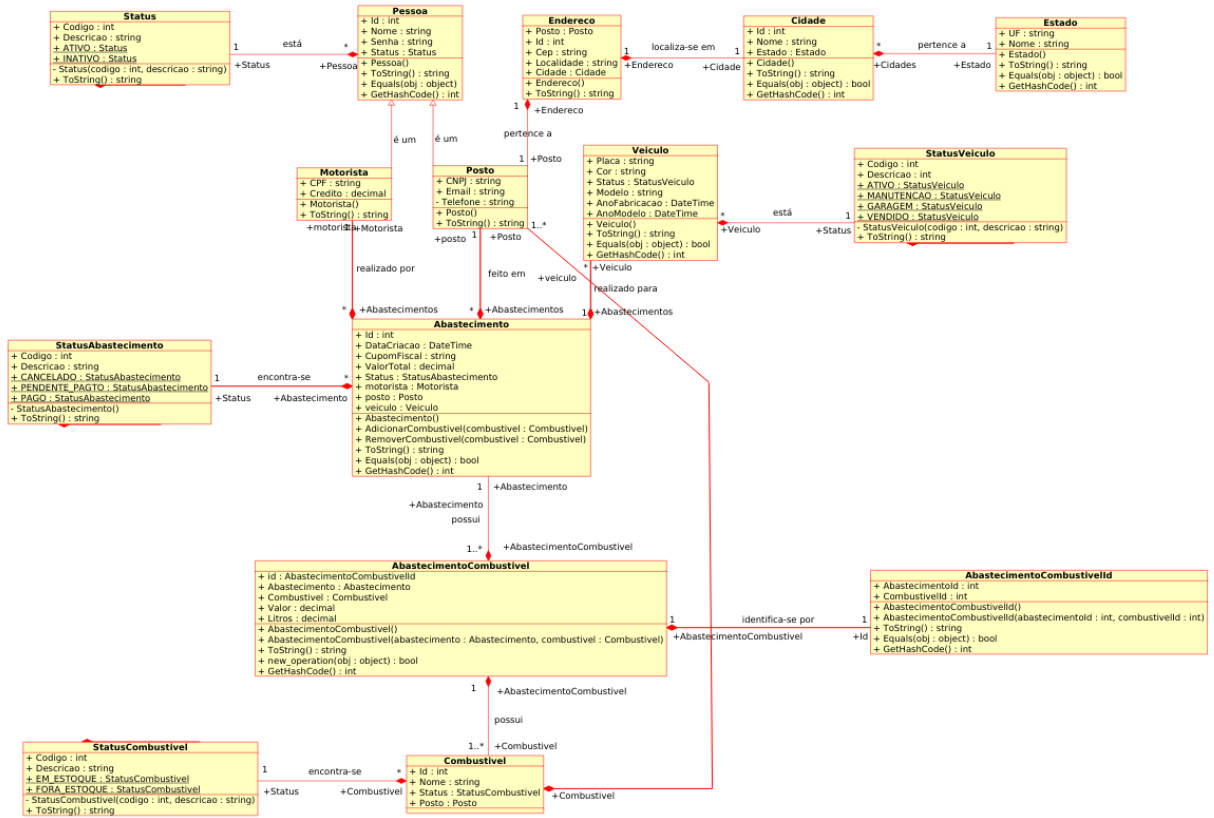 Status
+ Codigo : int
+ Descricao : string
+ ATIVO : Status
+ INATIVO : Status
- Status(codigo : int, descricao : string)
+ ToString() : string
1
está
*
+Status
+Pessoa
Pessoa
+ Id : int
+ Nome : string
+ Senha : string
+ Status : Status
+ Pessoa()
+ ToString() : string
+ Equals(obj : object)
+ GetHashCode() : int
Endereco
+ Posto : Posto
+ Id : int
+ Cep : string
+ Localidade : string
+ Cidade : Cidade
+ Endereco()
+ ToString() : string
1
localiza-se em
1
+Endereco
+Cidade
Cidade
+ Id : int
+ Nome : string
+ Estado : Estado
+ Cidade()
+ ToString() : string
+ Equals(obj : object) : bool
+ GetHashCode() : int
*
pertence a
1
+Cidades
+Estado
Estado
+ UF : string
+ Nome : string
+ Estado()
+ ToString() : string
+ Equals(obj : object) : bool
+ GetHashCode() : int
é um
é um
1
+Endereco
pertence a
1
+Posto
Motorista
+ CPF : string
+ Credito : decimal
+ Motorista()
+ ToString() : string
Posto
+ CNPJ : string
+ Email : string
- Telefone : string
+ Posto()
+ ToString() : string
Veiculo
+ Placa : string
+ Cor : string
+ Status : StatusVeiculo
+ Modelo : string
+ AnoFabricacao : DateTime
+ AnoModelo : DateTime
+ Veiculo()
+ ToString() : string
+ Equals(obj : object) : bool
+ GetHashCode() : int
*
está
1
+Veiculo
+Status
StatusVeiculo
+ Codigo : int
+ Descricao : int
+ ATIVO : StatusVeiculo
+ MANUTENCAO : StatusVeiculo
+ GARAGEM : StatusVeiculo
+ VENDIDO : StatusVeiculo
- StatusVeiculo(codigo : int, descricao : string)
+ ToString() : string
+motorista
1
+Motorista
+posto
1
+Posto
1..*
realizado por
feito em
+veiculo
*
+Veiculo
realizado para
*
+Abastecimentos
*
+Abastecimentos
1
+Abastecimentos
StatusAbastecimento
+ Codigo : int
+ Descricao : string
+ CANCELADO : StatusAbastecimento
+ PENDENTE_PAGTO : StatusAbastecimento
+ PAGO : StatusAbastecimento
- StatusAbastecimento()
+ ToString() : string
1
encontra-se
*
+Status
+Abastecimento
Abastecimento
+ Id : int
+ DataCriacao : DateTime
+ CupomFiscal : string
+ ValorTotal : decimal
+ Status : StatusAbastecimento
+ motorista : Motorista
+ posto : Posto
+ veiculo : Veiculo
+ Abastecimento()
+ AdicionarCombustivel(combustivel : Combustivel)
+ RemoverCombustivel(combustivel : Combustivel)
+ ToString() : string
+ Equals(obj : object) : bool
+ GetHashCode() : int
1
+Abastecimento
+Abastecimento
possui
1..*
+AbastecimentoCombustivel
AbastecimentoCombustivel
+ id : AbastecimentoCombustivelId
+ Abastecimento : Abastecimento
+ Combustivel : Combustivel
+ Valor : decimal
+ Litros : decimal
+ AbastecimentoCombustivel()
+ AbastecimentoCombustivel(abastecimento : Abastecimento, combustivel : Combustivel)
+ ToString() : string
+ new_operation(obj : object) : bool
+ GetHashCode() : int
1
identifica-se por
1
+AbastecimentoCombustivel
+Id
AbastecimentoCombustivelId
+ AbastecimentoId : int
+ CombustivelId : int
+ AbastecimentoCombustivelId()
+ AbastecimentoCombustivelId(abastecimentoId : int, combustivelId : int)
+ ToString() : string
+ Equals(obj : object) : bool
+ GetHashCode() : int
1
+AbastecimentoCombustivel
possui
1..*
+Combustivel
StatusCombustivel
+ Codigo : int
+ Descricao : string
+ EM_ESTOQUE : StatusCombustivel
+ FORA_ESTOQUE : StatusCombustivel
- StatusCombustivel(codigo : int, descricao : string)
+ ToString() : string
1
encontra-se
*
+Status
+Combustivel
Combustivel
+ Id : int
+ Nome : string
+ Status : StatusCombustivel
+ Posto : Posto
+Combustivel